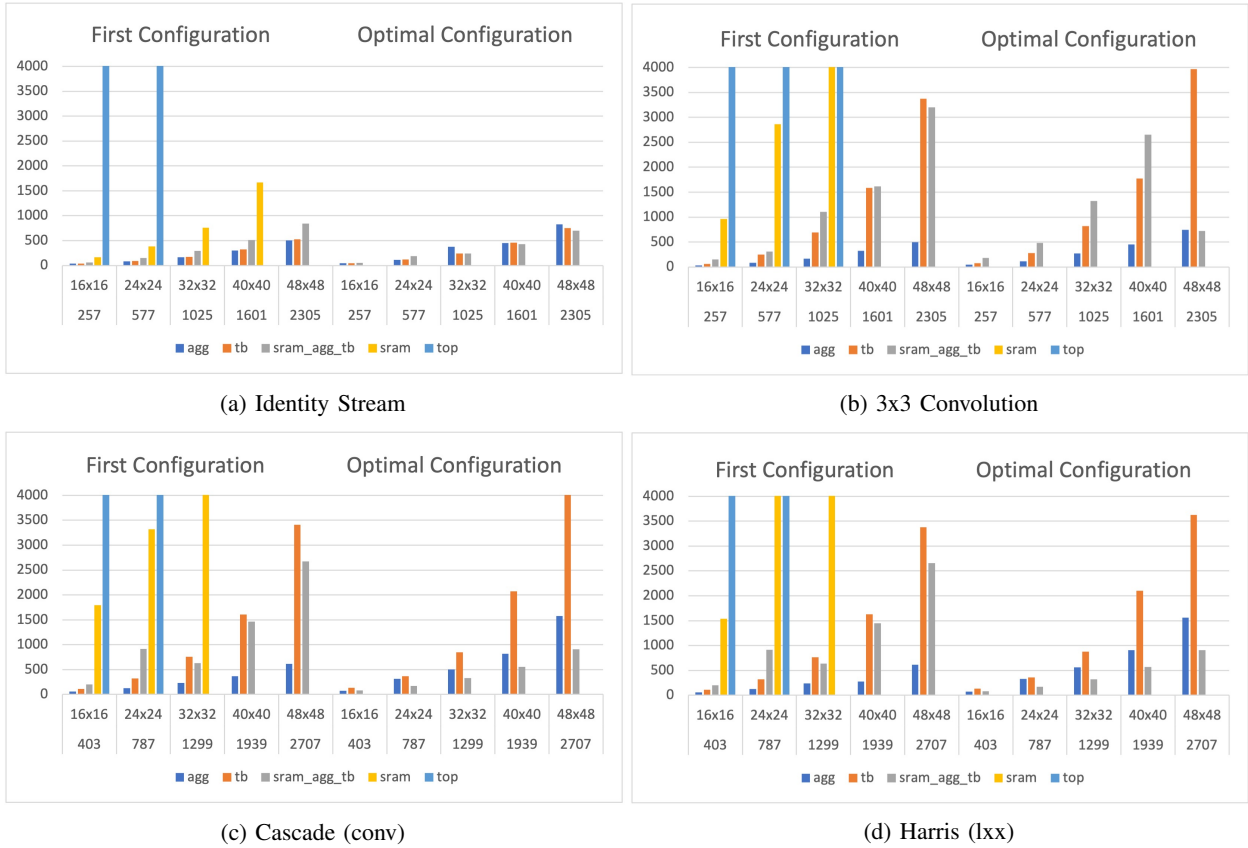 First Configuration Optimal Configuration
4000
3500
3000
2500
2000
1500
1000
500
0
16x16 24x24 32x32 40x40 48x48 16x16 24x24 32x32 40x40 48x48
257 577 1025 1601 2305 257 577 1025 1601 2305
agg tb sram_agg_tb sram top
(a) Identity Stream
First Configuration Optimal Configuration
4000
3500
3000
2500
2000
1500
1000
500
0
16x16 24x24 32x32 40x40 48x48 16x16 24x24 32x32 40x40 48x48
257 577 1025 1601 2305 257 577 1025 1601 2305
agg tb sram_agg_tb sram top
(b) 3x3 Convolution
First Configuration Optimal Configuration
4000
3500
3000
2500
2000
1500
1000
500
0
16x16 24x24 32x32 40x40 48x48 16x16 24x24 32x32 40x40 48x48
403 787 1299 1939 2707 403 787 1299 1939 2707
agg tb sram_agg_tb sram top
(c) Cascade (conv)
First Configuration Optimal Configuration
4000
3500
3000
2500
2000
1500
1000
500
0
16x16 24x24 32x32 40x40 48x48 16x16 24x24 32x32 40x40 48x48
403 787 1299 1939 2707 403 787 1299 1939 2707
agg tb sram_agg_tb sram top
(d) Harris (lxx)